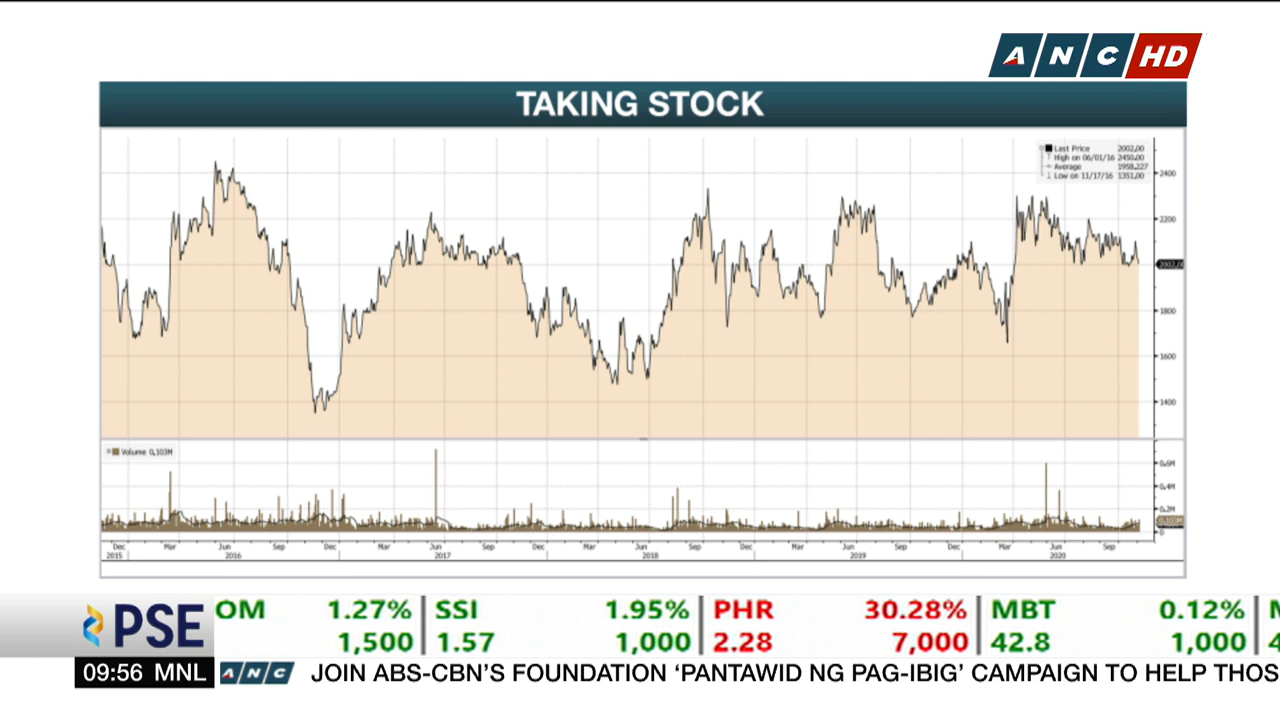 ANC HD
TAKING STOCK
Last Price 2002.00
High on 06/01/16 2450.00
Average 1958.227
Low on 11/17/16 1351.00
2400
2200
2002.00
1800
1600
1400
Volume 0.103M
0.6M
0.4M
0.2M
0.103M
0
Dec Mar Jun Sep Dec Mar Jun Sep Dec Mar Jun Sep Dec Mar Jun Sep Dec Mar Jun Sep
2015 2016 2017 2018 2019 2020
PSE OM 1.27% SSI 1.95% PHR 30.28% MBT 0.12%
1,500 1.57 1,000 2.28 7,000 42.8 1,000
09:56 MNL ANC JOIN ABS-CBN'S FOUNDATION 'PANTAWID NG PAG-IBIG' CAMPAIGN TO HELP THOS